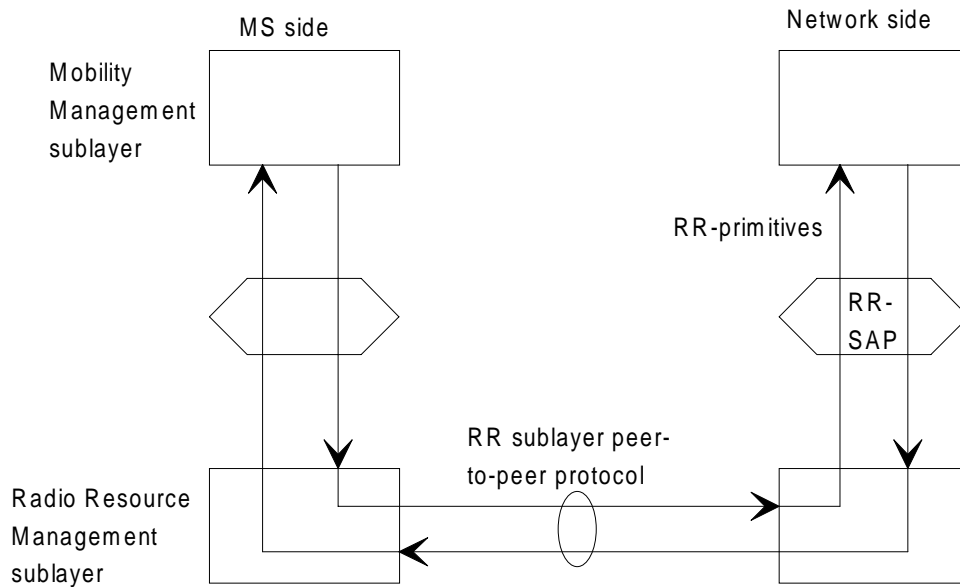 MS side
Network side
Mobility
Management
sublayer
RR-primitives
RR-
SAP
RR sublayer peer-
to-peer protocol
Radio Resource
Management
sublayer